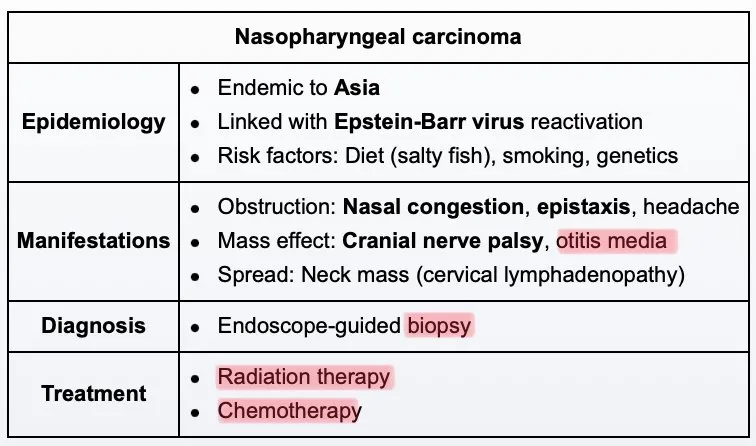 Nasopharyngeal carcinoma
Epidemiology
• Endemic to Asia
• Linked with Epstein-Barr virus reactivation
• Risk factors: Diet (salty fish), smoking, genetics
Manifestations
• Obstruction: Nasal congestion, epistaxis, headache
• Mass effect: Cranial nerve palsy, otitis media
• Spread: Neck mass (cervical lymphadenopathy)
Diagnosis
• Endoscope-guided biopsy
Treatment
• Radiation therapy
• Chemotherapy